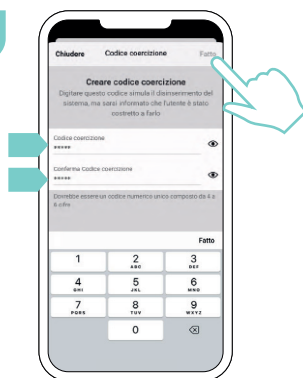 Chiudere Codice coercizione Fatto
Creare codice coercizione
Digitare questo codice simula il disinserimento del
sistema, ma sarai informato che l'utente è stato
costretto a farlo
Codice coercizione
•••••
Conferma Codice coercizione
•••••
Dovrebbe essere un codice numerico unico composto da 4 a
6 cifre
Fatto
1 2 3
ABC DEF
4 5 6
GHI JKL MNO
7 8 9
PQRS TUV WXYZ
0